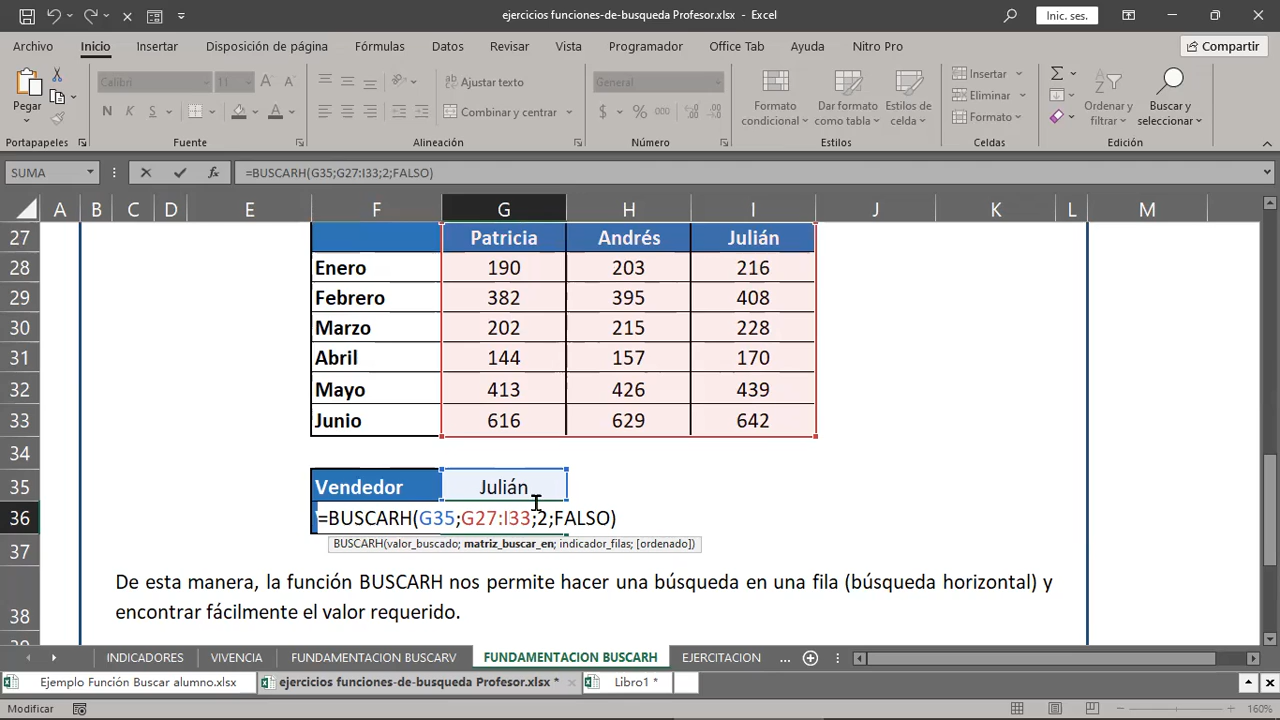 ejercicios funciones-de-busqueda Profesor.xlsx - Excel
Inic. ses.
Archivo Inicio Insertar Disposición de página Fórmulas Datos Revisar Vista Programador Office Tab Ayuda Nitro Pro Compartir
Pegar
Calibri 11
N K S
Ajustar texto
Combinar y centrar
General
$ % 000
Formato condicional
Dar formato como tabla
Estilos de celda
Insertar
Eliminar
Formato
Ordenar y filtrar
Buscar y seleccionar
Portapapeles Fuente Alineación Número Estilos Celdas Edición
SUMA =BUSCARH(G35;G27:I33;2;FALSO)
A B C D E F G H I J K L M
27 Patricia Andrés Julián
28 Enero 190 203 216
29 Febrero 382 395 408
30 Marzo 202 215 228
31 Abril 144 157 170
32 Mayo 413 426 439
33 Junio 616 629 642
34
35 Vendedor Julián
36 =BUSCARH(G35;G27:I33;2;FALSO)
BUSCARH(valor_buscado; matriz_buscar_en; indicador_filas; [ordenado])
37
De esta manera, la función BUSCARH nos permite hacer una búsqueda en una fila (búsqueda horizontal) y
38 encontrar fácilmente el valor requerido.
INDICADORES VIVENCIA FUNDAMENTACION BUSCARV FUNDAMENTACION BUSCARH EJERCITACION ...
Ejemplo Función Buscar alumno.xlsx ejercicios funciones-de-busqueda Profesor.xlsx * Libro1 *
Modificar 160%